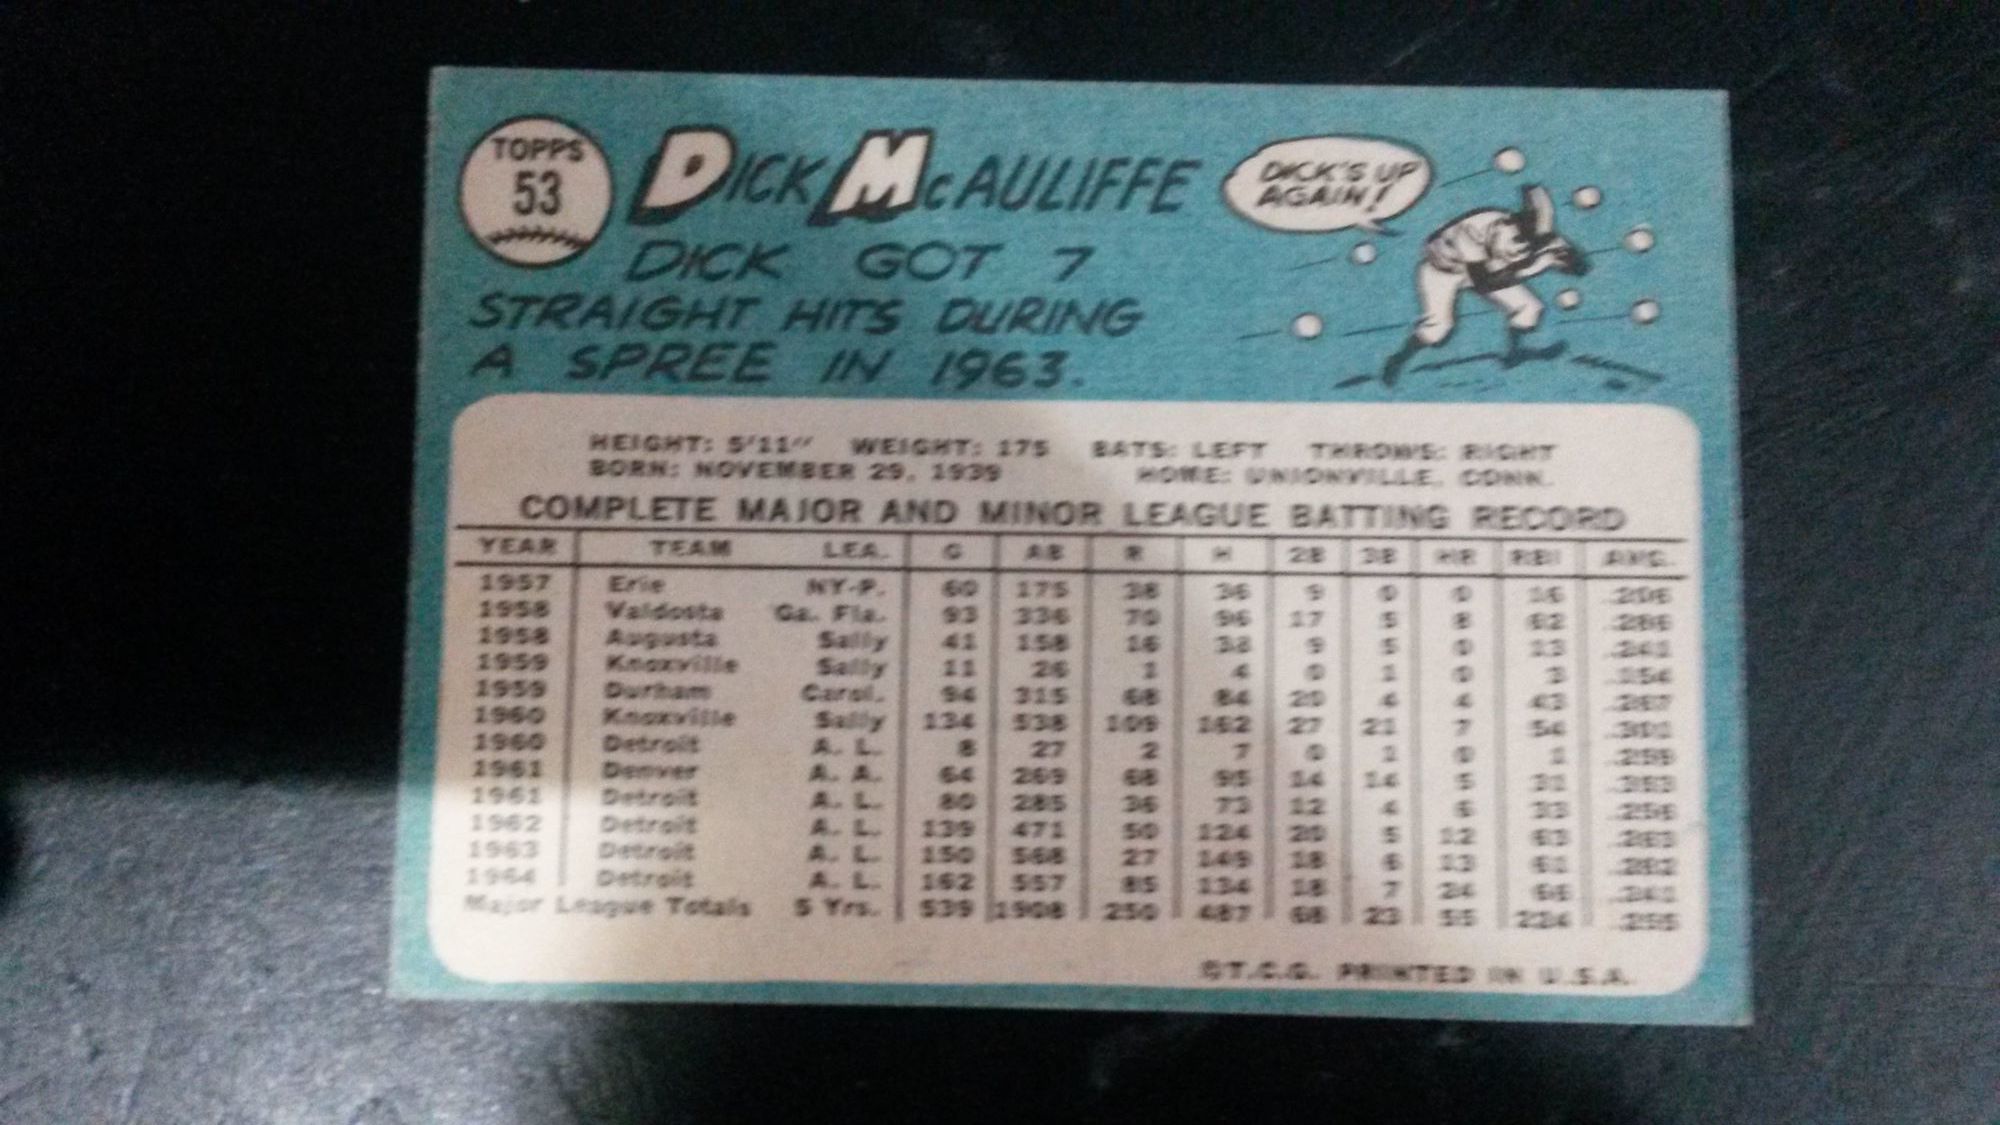 TOPPS
53
DICK McAULIFFE
DICK'S UP
AGAIN!
DICK GOT 7
STRAIGHT HITS DURING
A SPREE IN 1963.
HEIGHT: 5'11" WEIGHT: 175 BATS: LEFT THROWS: RIGHT
BORN: NOVEMBER 29, 1939 HOME: UNIONVILLE, CONN.
COMPLETE MAJOR AND MINOR LEAGUE BATTING RECORD
YEAR TEAM LEA. G AB R H 2B 3B HR RBI AVG.
1957 Erie NY-P. 60 175 38 36 9 0 0 16 .206
1958 Valdosta Ga. Fla. 93 336 70 96 17 5 8 62 .286
1958 Augusta Sally 41 158 16 38 9 5 0 13 .241
1959 Knoxville Sally 11 26 1 4 0 1 0 3 .154
1959 Durham Carol. 94 315 68 84 20 4 4 43 .267
1960 Knoxville Sally 134 538 109 162 27 21 7 54 .301
1960 Detroit A. L. 8 27 2 7 0 1 0 1 .259
1961 Denver A. A. 64 269 68 95 14 14 5 31 .353
1961 Detroit A. L. 80 285 36 73 12 4 6 33 .256
1962 Detroit A. L. 139 471 50 124 20 5 12 63 .263
1963 Detroit A. L. 150 568 27 149 18 6 13 61 .262
1964 Detroit A. L. 162 557 85 134 18 7 24 66 .241
Major League Totals 5 Yrs. 539 1908 250 487 68 23 55 224 .255
©T.C.G. PRINTED IN U.S.A.